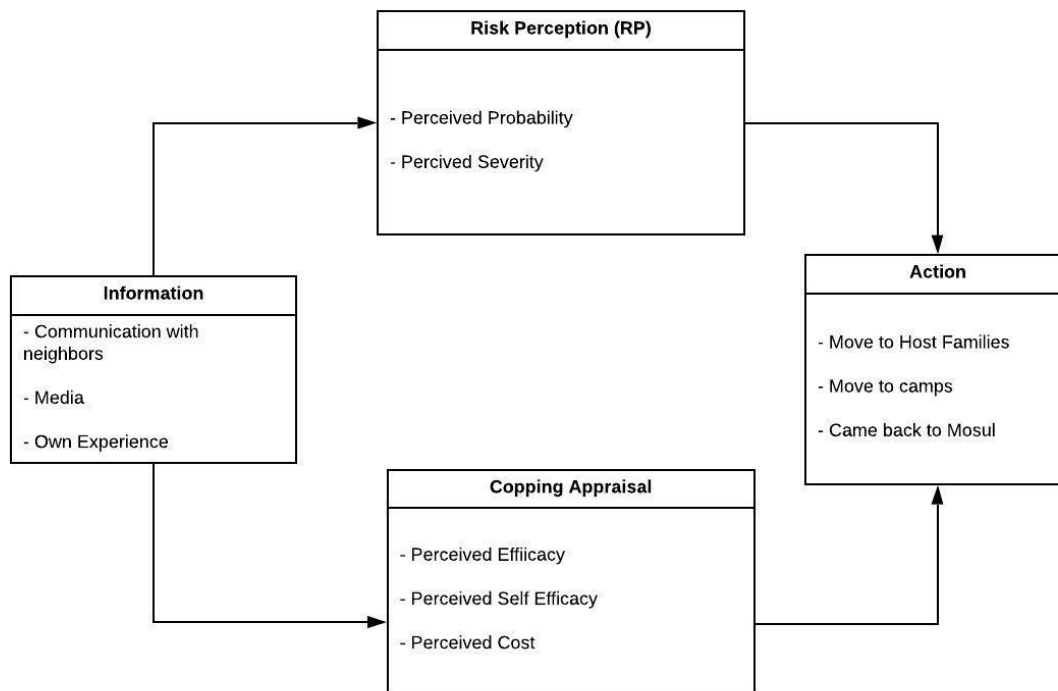 Risk Perception (RP)
- Perceived Probability
- Percived Severity
Information
- Communication with
neighbors
- Media
- Own Experience
Action
- Move to Host Families
- Move to camps
- Came back to Mosul
Copping Appraisal
- Perceived Effiicacy
- Perceived Self Efficacy
- Perceived Cost